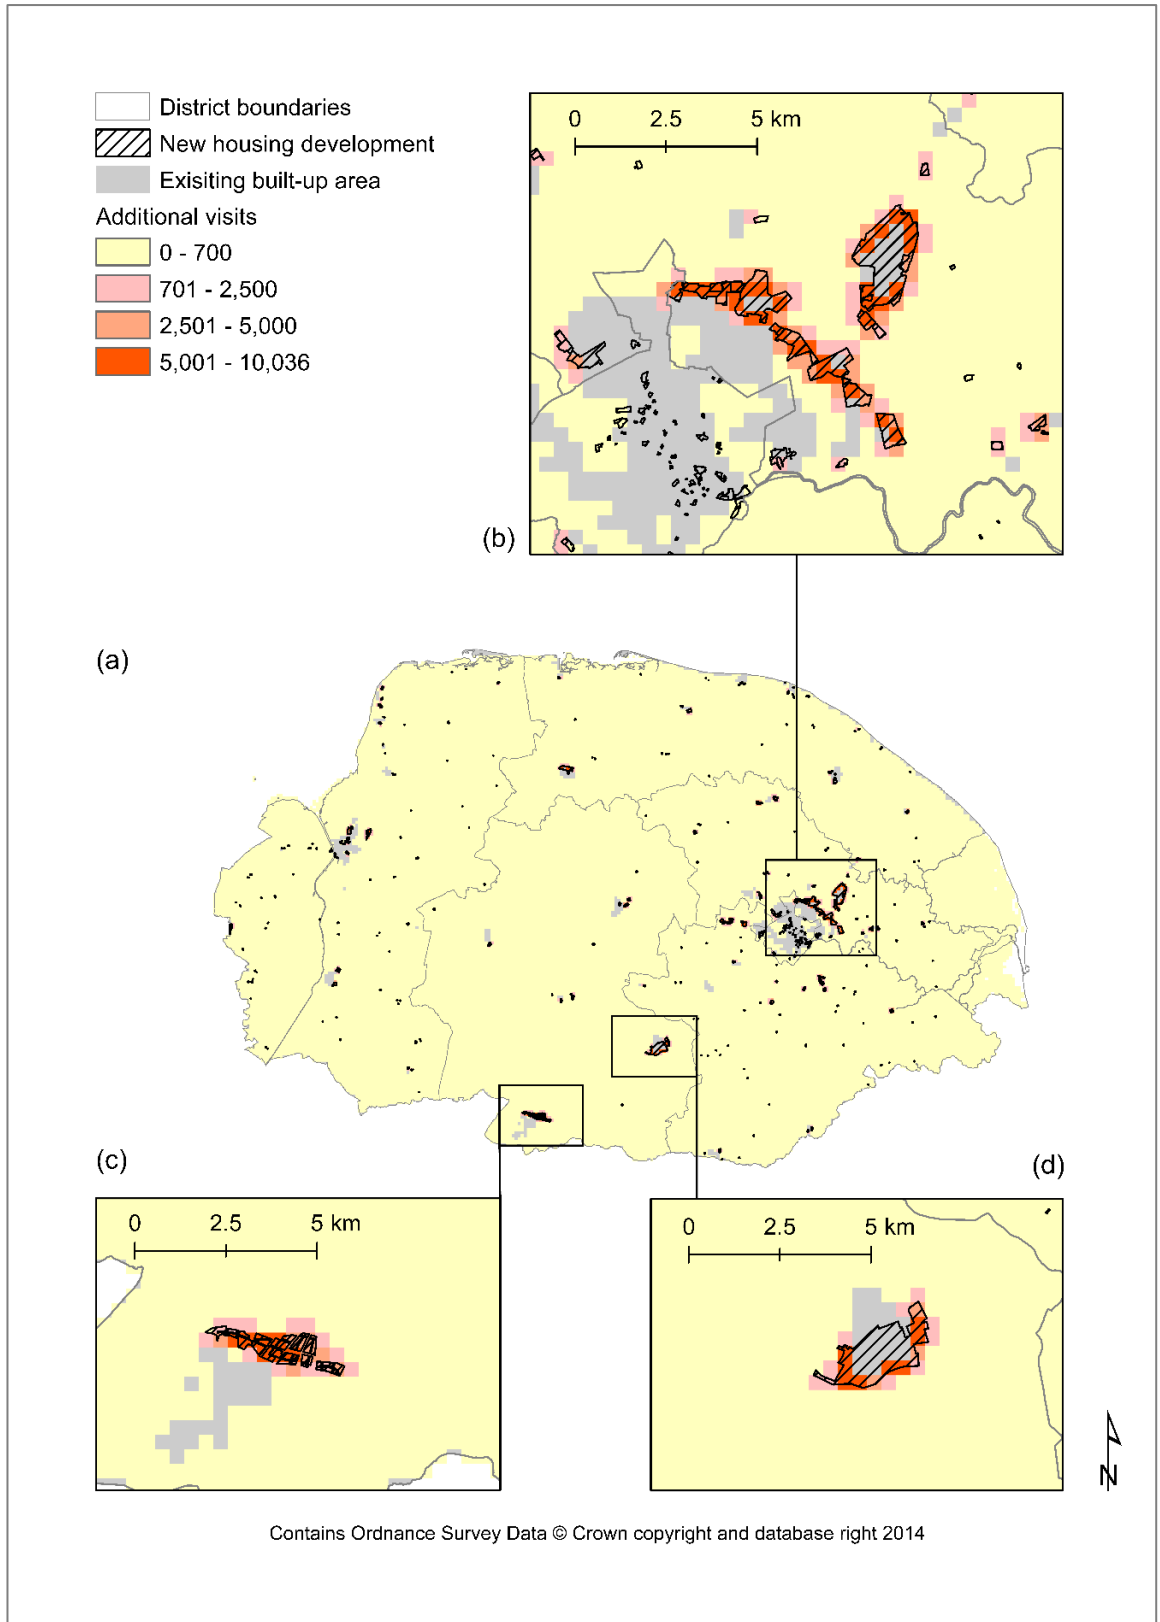 District boundaries
New housing development
Exisiting built-up area
Additional visits
0 - 700
701 - 2,500
2,501 - 5,000
5,001 - 10,036
0 2.5 5 km
(b)
(a)
(c)
(d)
0 2.5 5 km
0 2.5 5 km
N
Contains Ordnance Survey Data © Crown copyright and database right 2014